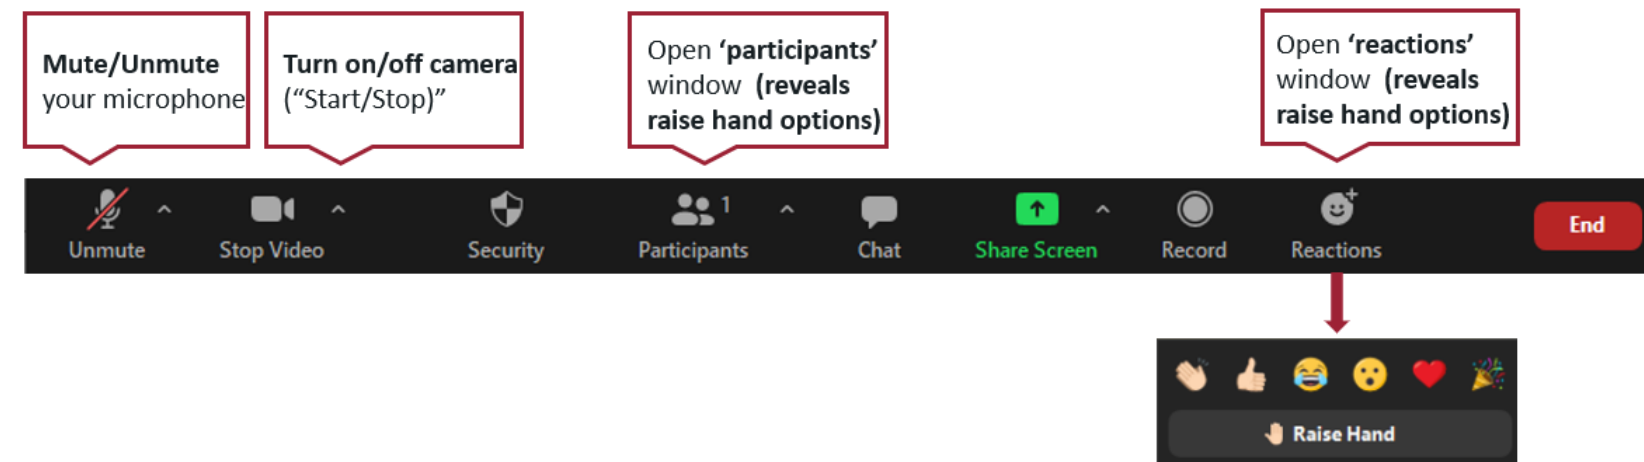 Mute/Unmute
your microphone
Turn on/off camera
(“Start/Stop)”
Open ‘participants’
window (reveals
raise hand options)
Open ‘reactions’
window (reveals
raise hand options)
Unmute
Stop Video
Security
1
Participants
Chat
Share Screen
Record
Reactions
End
Raise Hand